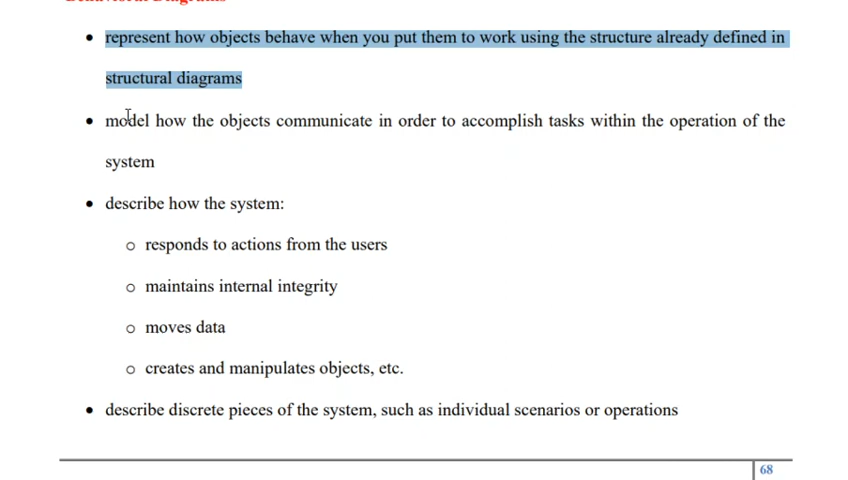 Behavioral Diagrams
• represent how objects behave when you put them to work using the structure already defined in
structural diagrams
• model how the objects communicate in order to accomplish tasks within the operation of the
system
• describe how the system:
o responds to actions from the users
o maintains internal integrity
o moves data
o creates and manipulates objects, etc.
• describe discrete pieces of the system, such as individual scenarios or operations
68